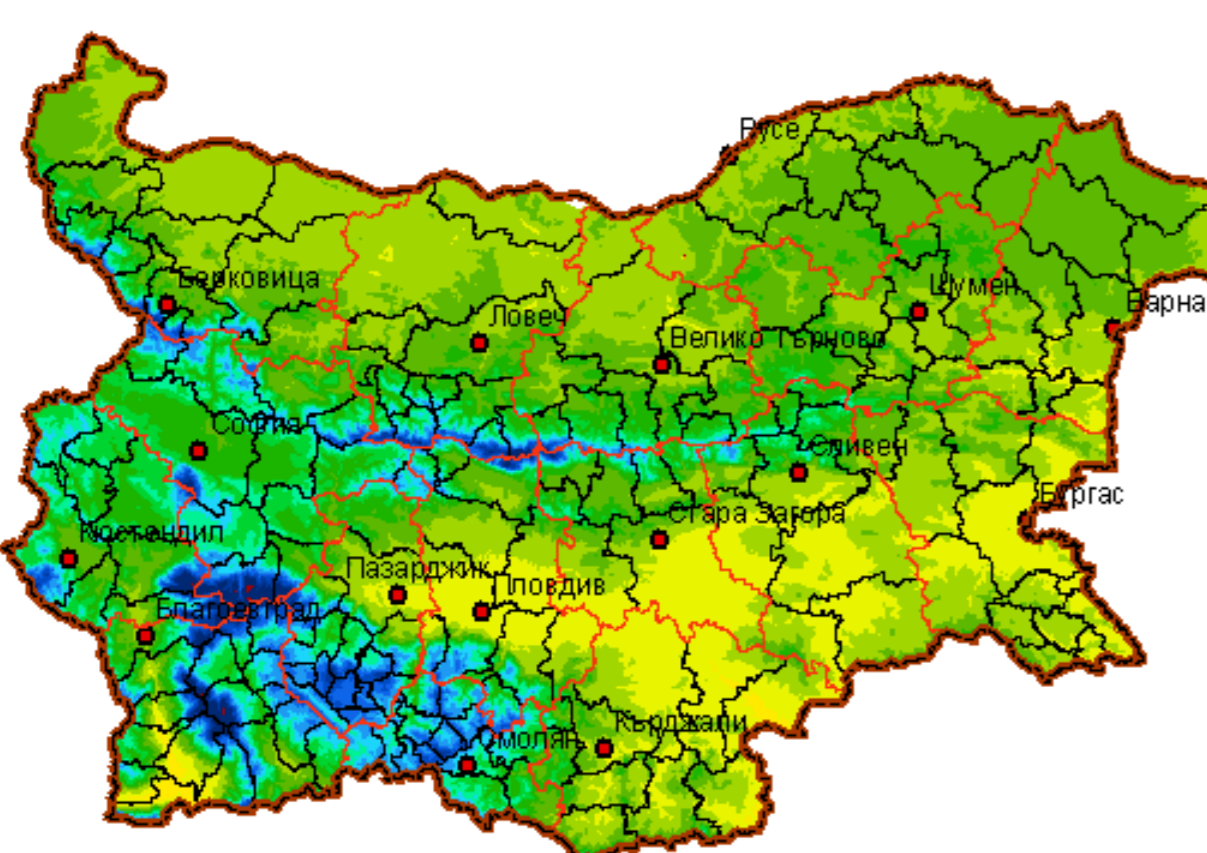 Русе
Берковица
Шумен
Варна
Ловеч
Велико Търново
София
Сливен
Бургас
Стара Загора
Кюстендил
Пазарджик
Пловдив
Благоевград
Кърджали
Смолян